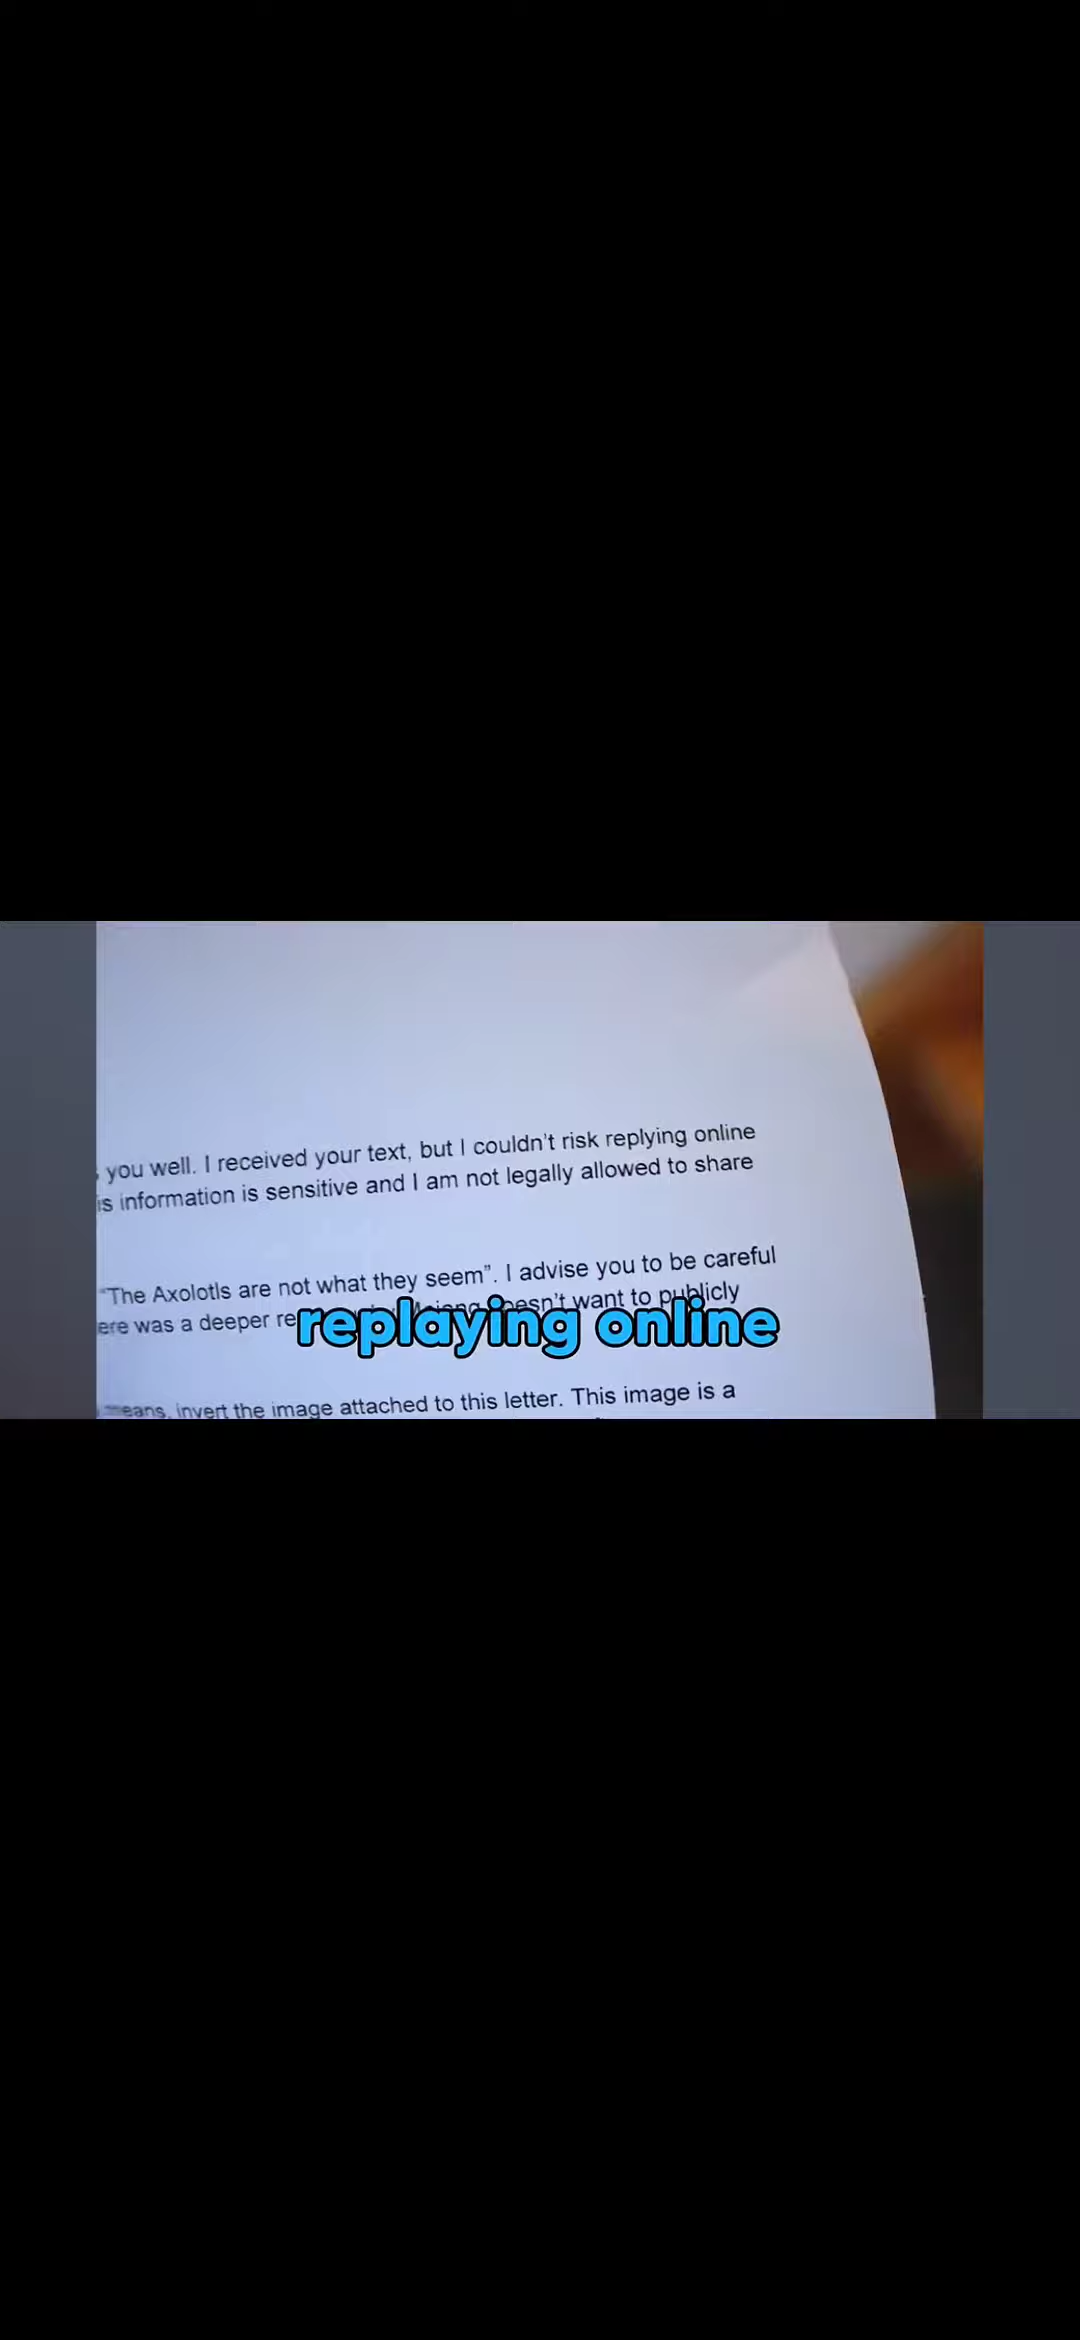 you well. I received your text, but I couldn't risk replying online
is information is sensitive and I am not legally allowed to share
"The Axolotls are not what they seem". I advise you to be careful
ere was a deeper re doesn't want to publicly
replaying online
means, invert the image attached to this letter. This image is a